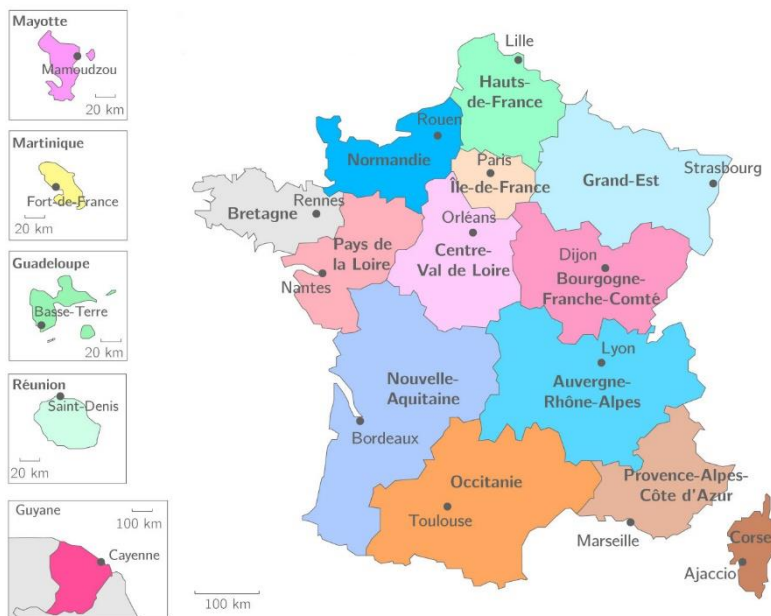 Mayotte
Mamoudzou
20 km
Martinique
Fort-de-France
20 km
Guadeloupe
Basse-Terre
20 km
Réunion
Saint-Denis
20 km
Guyane
100 km
Cayenne
Lille
Hauts-
de-France
Rouen
Normandie
Paris
Île-de-France
Grand-Est
Strasbourg
Rennes
Bretagne
Pays de
la Loire
Nantes
Orléans
Centre-
Val de Loire
Dijon
Bourgogne-
Franche-Comté
Nouvelle-
Aquitaine
Bordeaux
Lyon
Auvergne-
Rhône-Alpes
Occitanie
Toulouse
Provence-Alpes-
Côte d'Azur
Marseille
Corse
Ajaccio
100 km